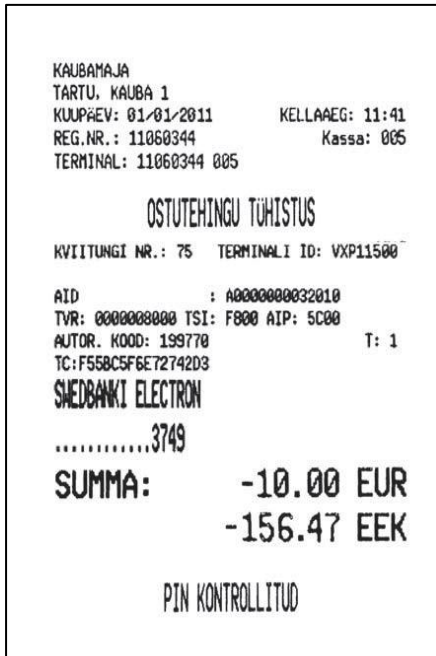 KAUBAMAJA
TARTU, KAUBA 1
KUUPÄEV: 01/01/2011 KELLAAEG: 11:41
REG.NR.: 11060344 Kassa: 005
TERMINAL: 11060344 005
OSTUTEHINGU TÜHISTUS
KVIITUNGI NR.: 75 TERMINALI ID: VXP11500
AID : A0000000032010
TVR: 0000008000 TSI: F800 AIP: 5C00
AUTOR. KOOD: 199770 T: 1
TC:F558C5F6E72742D3
SWEDBANKI ELECTRON
............3749
SUMMA: -10.00 EUR
-156.47 EEK
PIN KONTROLLITUD